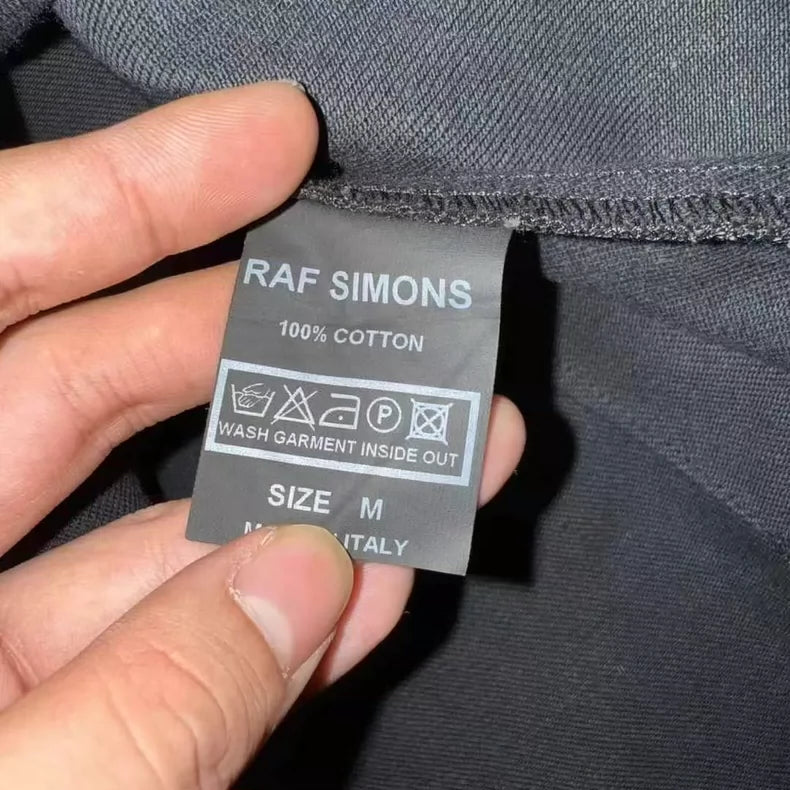 RAF SIMONS
100% COTTON
P
WASH GARMENT INSIDE OUT
SIZE M
ITALY